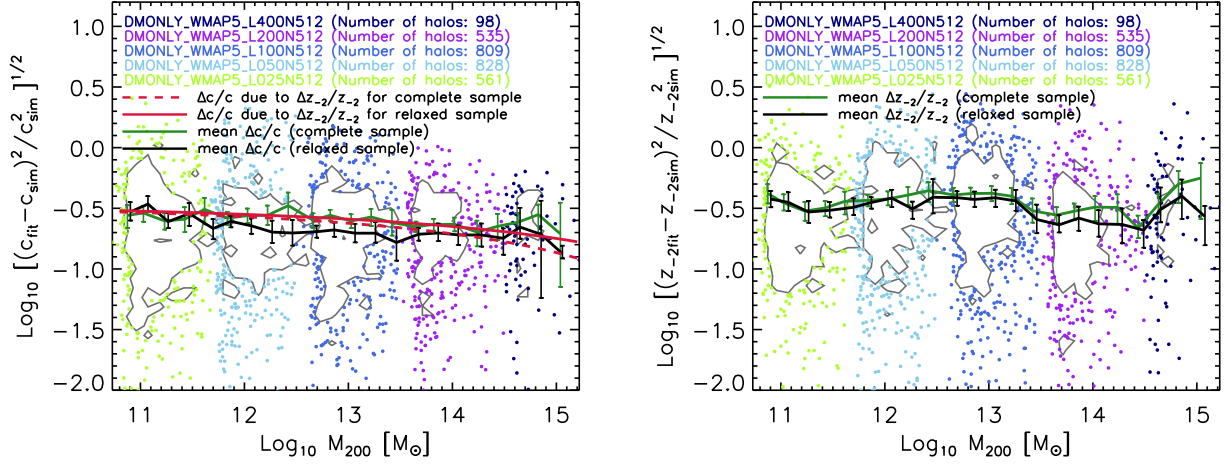 DMONLY_WMAP5_L400N512 (Number of halos: 98)
DMONLY_WMAP5_L200N512 (Number of halos: 535)
DMONLY_WMAP5_L100N512 (Number of halos: 809)
DMONLY_WMAP5_L050N512 (Number of halos: 828)
DMONLY_WMAP5_L025N512 (Number of halos: 561)
Δc/c due to Δz₋₂/z₋₂ for complete sample
Δc/c due to Δz₋₂/z₋₂ for relaxed sample
mean Δc/c (complete sample)
mean Δc/c (relaxed sample)
Log₁₀ [(c_fit−c_sim)²/c²_sim]^1/2
1.0
0.5
0.0
−0.5
−1.0
−1.5
−2.0
11 12 13 14 15
Log₁₀ M₂₀₀ [M⊙]
DMONLY_WMAP5_L400N512 (Number of halos: 98)
DMONLY_WMAP5_L200N512 (Number of halos: 535)
DMONLY_WMAP5_L100N512 (Number of halos: 809)
DMONLY_WMAP5_L050N512 (Number of halos: 828)
DMONLY_WMAP5_L025N512 (Number of halos: 561)
mean Δz₋₂/z₋₂ (complete sample)
mean Δz₋₂/z₋₂ (relaxed sample)
Log₁₀ [(z₋₂fit−z₋₂sim)²/z₋₂sim²]^1/2
1.0
0.5
0.0
−0.5
−1.0
−1.5
−2.0
11 12 13 14 15
Log₁₀ M₂₀₀ [M⊙]